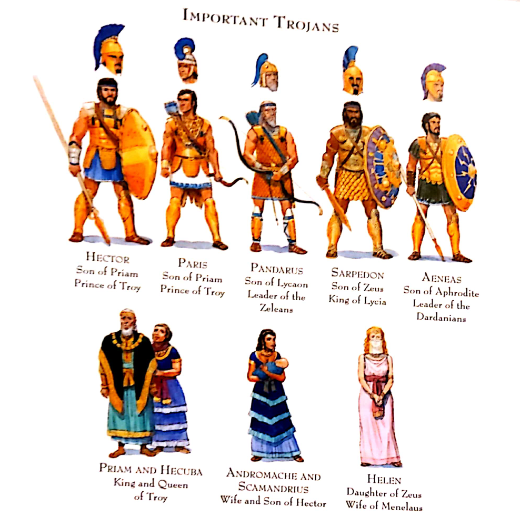 IMPORTANT TROJANS
HECTOR
Son of Priam
Prince of Troy
PARIS
Son of Priam
Prince of Troy
PANDARUS
Son of Lycaon
Leader of the
Zeleans
SARPEDON
Son of Zeus
King of Lycia
AENEAS
Son of Aphrodite
Leader of the
Dardanians
PRIAM AND HECUBA
King and Queen
of Troy
ANDROMACHE AND
SCAMANDRIUS
Wife and Son of Hector
HELEN
Daughter of Zeus
Wife of Menelaus